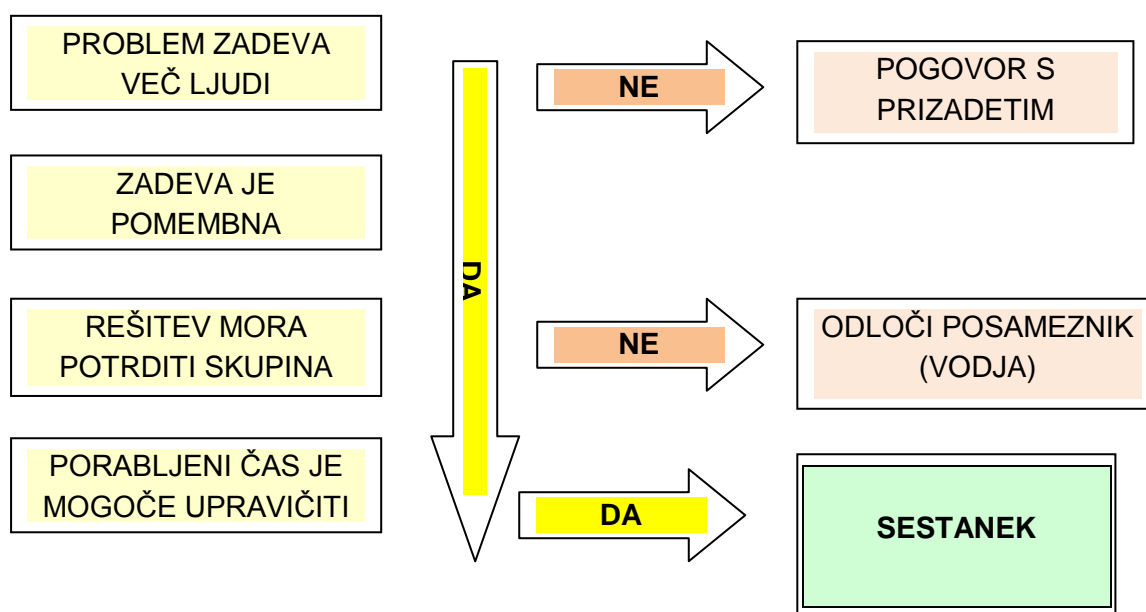 PROBLEM ZADEVA
VEČ LJUDI
NE
POGOVOR S
PRIZADETIM
ZADEVA JE
POMEMBNA
DA
REŠITEV MORA
POTRDITI SKUPINA
NE
ODLOČI POSAMEZNIK
(VODJA)
PORABLJENI ČAS JE
MOGOČE UPRAVIČITI
DA
SESTANEK